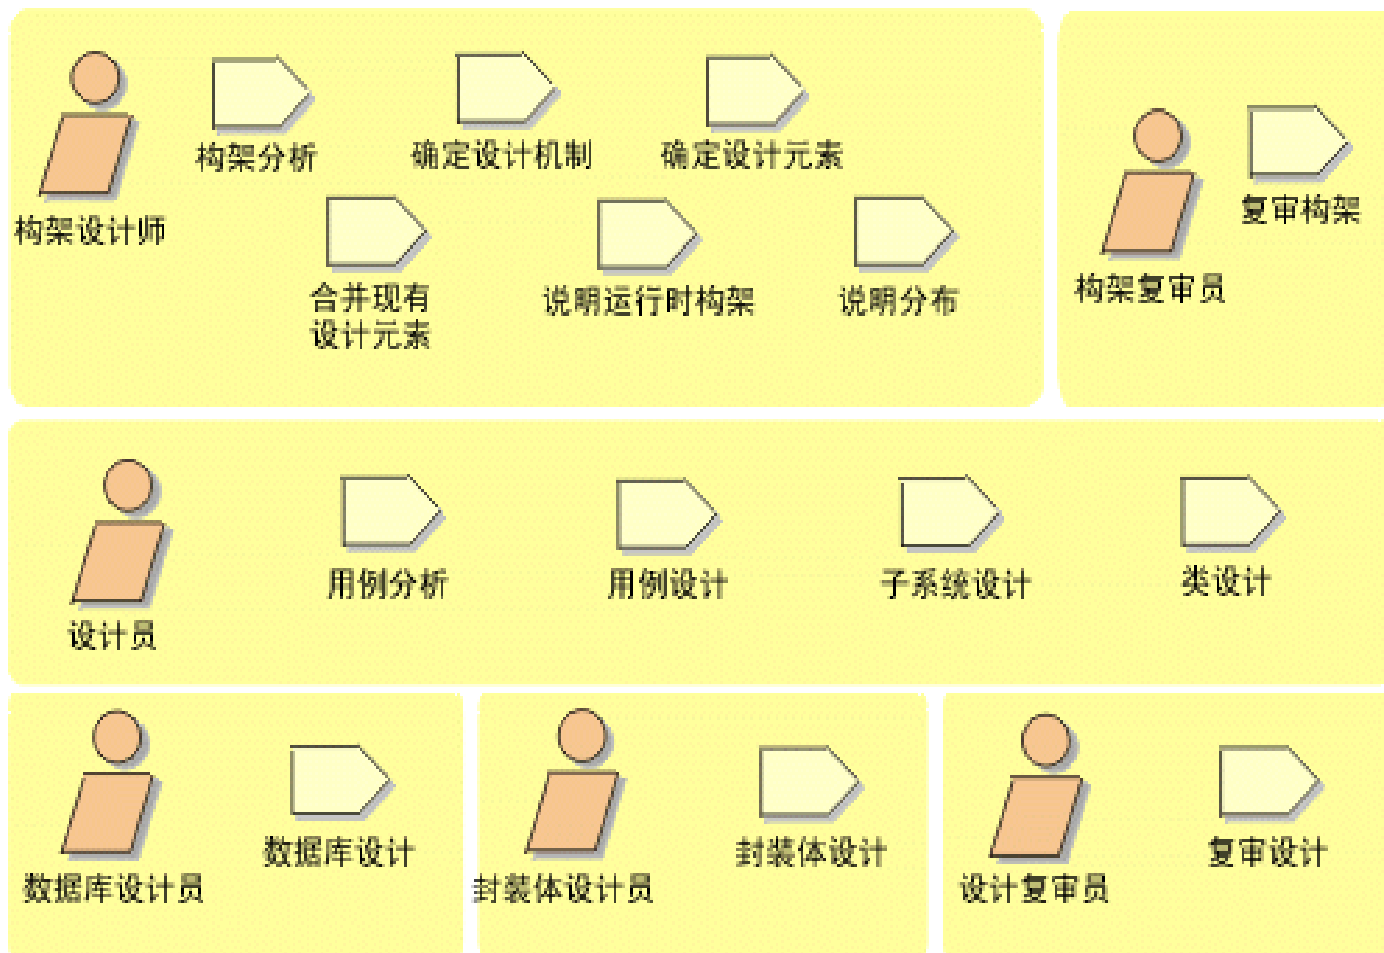 构架设计师
构架分析
确定设计机制
确定设计元素
合并现有
设计元素
说明运行时构架
说明分布
构架复审员
复审构架
设计员
用例分析
用例设计
子系统设计
类设计
数据库设计员
数据库设计
封装体设计员
封装体设计
设计复审员
复审设计